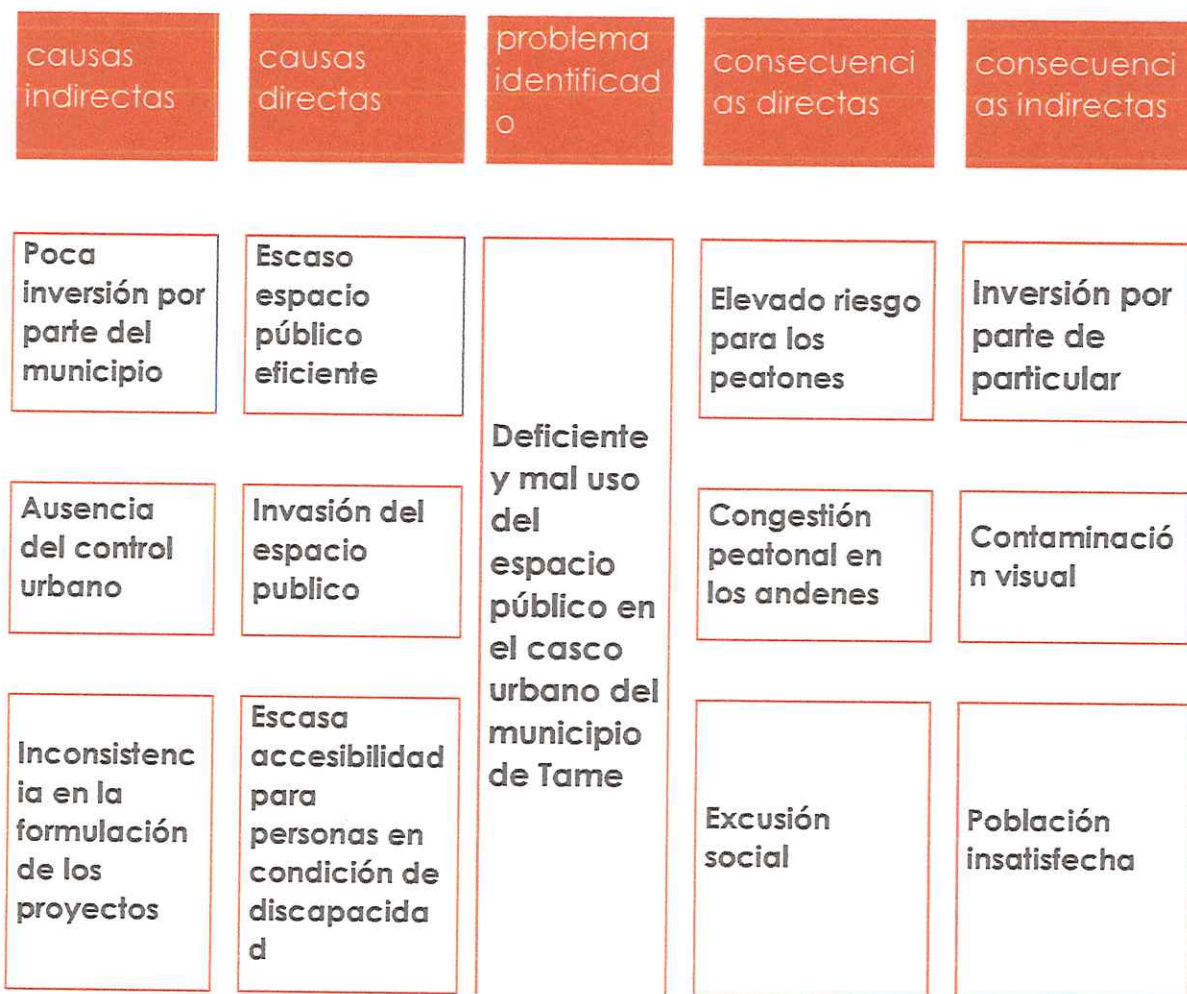 causas
indirectas
causas
directas
problema
identificad
o
consecuenci
as directas
consecuenci
as indirectas
Poca
inversión por
parte del
municipio
Escaso
espacio
público
eficiente
Deficiente
y mal uso
del
espacio
público en
el casco
urbano del
municipio
de Tame
Elevado riesgo
para los
peatones
Inversión por
parte de
particular
Ausencia
del control
urbano
Invasión del
espacio
publico
Congestión
peatonal en
los andenes
Contaminació
n visual
Inconsistenc
ia en la
formulación
de los
proyectos
Escasa
accesibilidad
para
personas en
condición de
discapacida
d
Excusión
social
Población
insatisfecha